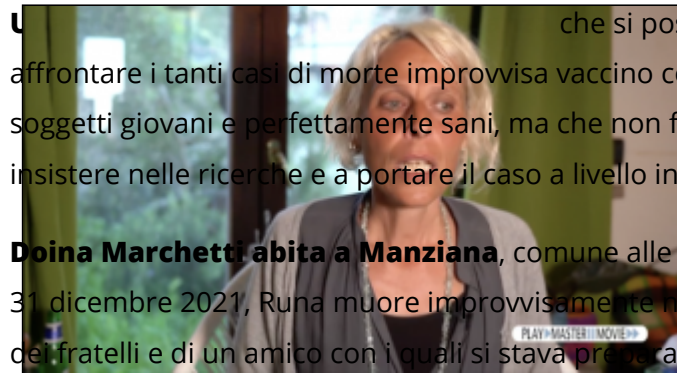 U che si pos
affrontare i tanti casi di morte improvvisa vaccino co
soggetti giovani e perfettamente sani, ma che non f
insistere nelle ricerche e a portare il caso a livello in
Doina Marchetti abita a Manziana, comune alle
31 dicembre 2021, Runa muore improvvisamente n
PLAY MASTER MOVIE
dei fratelli e di un amico con i quali si stava prepara